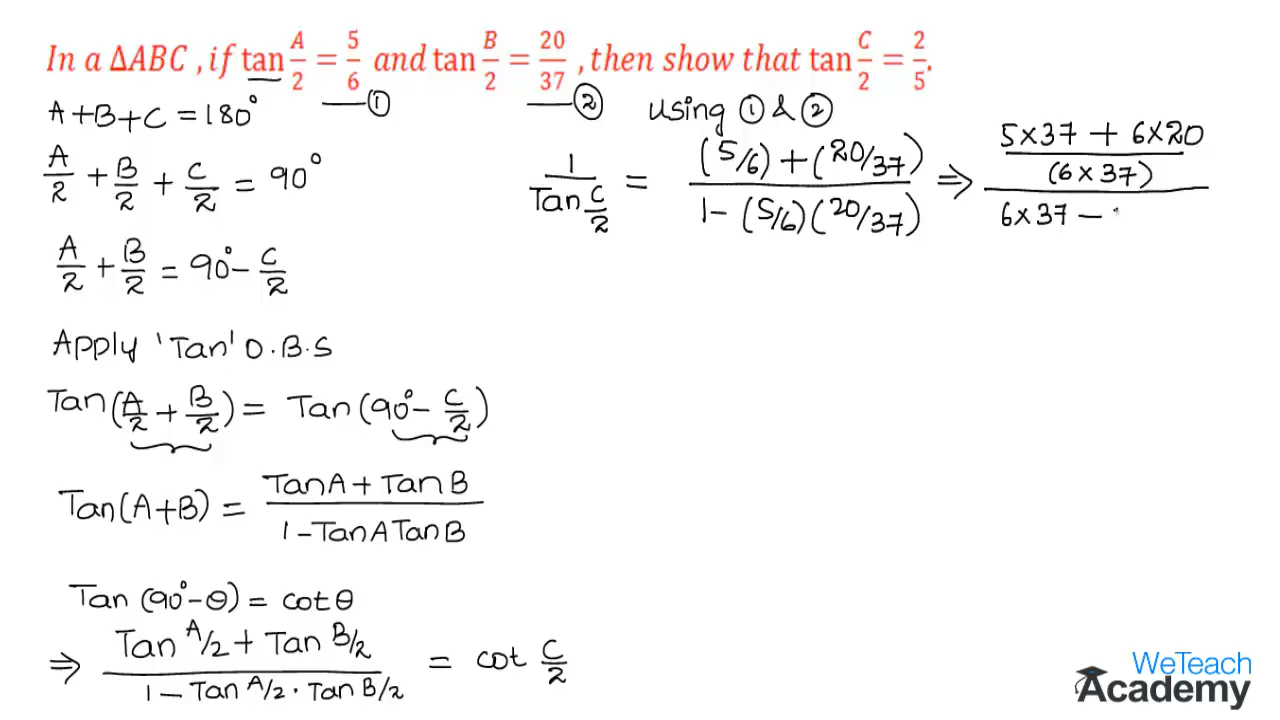 In a ΔABC , if tan A/2 = 5/6 and tan B/2 = 20/37 , then show that tan C/2 = 2/5.
A+B+C = 180° —① —② using ① & ②
A/2 + B/2 + C/2 = 90°
1/Tan C/2 = ((5/6) + (20/37))/(1 - (5/6)(20/37)) ⇒ ((5×37 + 6×20)/(6×37))/(6×37 -
A/2 + B/2 = 90° - C/2
Apply 'Tan' O.B.S
Tan(A/2 + B/2) = Tan(90° - C/2)
Tan(A+B) = (TanA + TanB)/(1 - TanA TanB)
Tan(90° - θ) = cot θ
⇒ (Tan A/2 + Tan B/2)/(1 - Tan A/2 · Tan B/2) = cot C/2
WeTeach
Academy